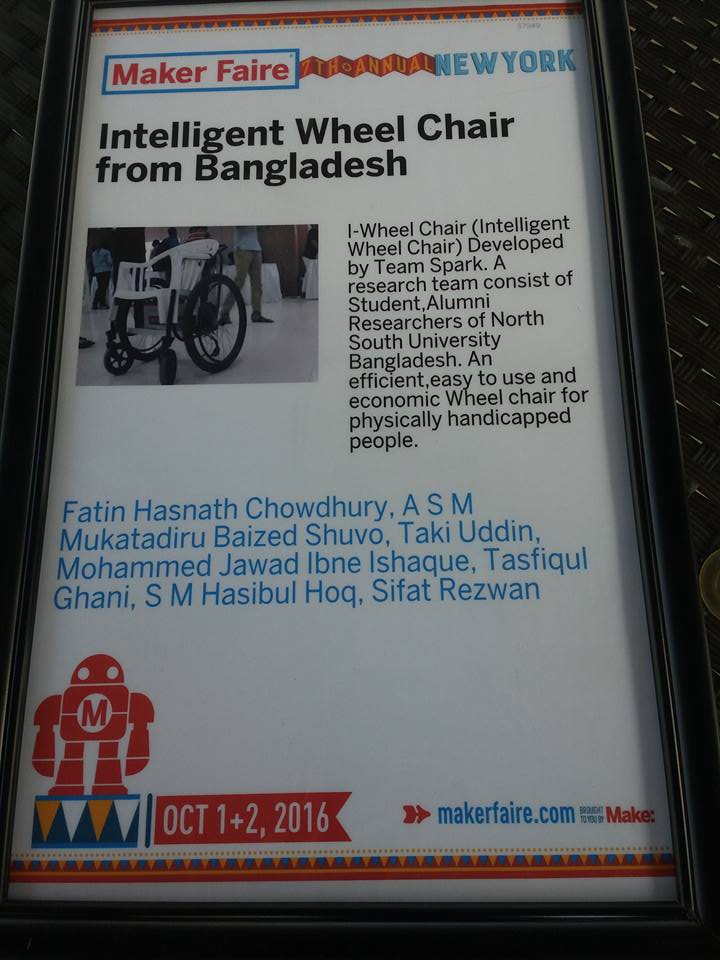 57949
Maker Faire 7TH ANNUAL NEW YORK
Intelligent Wheel Chair
from Bangladesh
I-Wheel Chair (Intelligent
Wheel Chair) Developed
by Team Spark. A
research team consist of
Student,Alumni
Researchers of North
South University
Bangladesh. An
efficient,easy to use and
economic Wheel chair for
physically handicapped
people.
Fatin Hasnath Chowdhury, A S M
Mukatadiru Baized Shuvo, Taki Uddin,
Mohammed Jawad Ibne Ishaque, Tasfiqul
Ghani, S M Hasibul Hoq, Sifat Rezwan
M
OCT 1+2, 2016
makerfaire.com BROUGHT TO YOU BY Make: